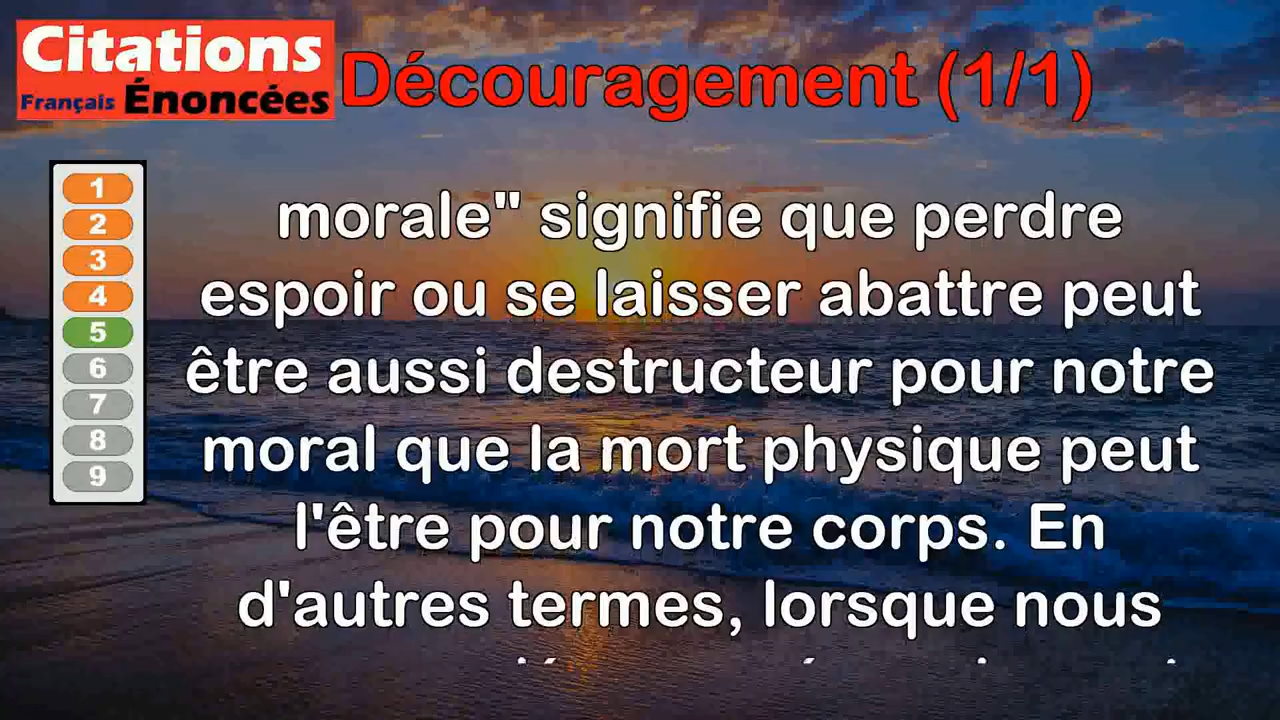 Citations
Français Énoncées
Découragement (1/1)
1
2
3
4
5
6
7
8
9
morale" signifie que perdre
espoir ou se laisser abattre peut
être aussi destructeur pour notre
moral que la mort physique peut
l'être pour notre corps. En
d'autres termes, lorsque nous